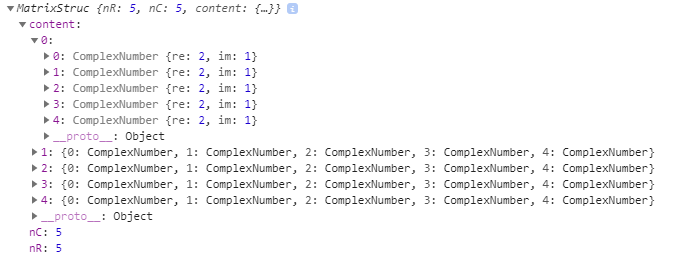 ▼MatrixStruc {nR: 5, nC: 5, content: {…}} i
▼content:
▼0:
▶0: ComplexNumber {re: 2, im: 1}
▶1: ComplexNumber {re: 2, im: 1}
▶2: ComplexNumber {re: 2, im: 1}
▶3: ComplexNumber {re: 2, im: 1}
▶4: ComplexNumber {re: 2, im: 1}
▶__proto__: Object
▶1: {0: ComplexNumber, 1: ComplexNumber, 2: ComplexNumber, 3: ComplexNumber, 4: ComplexNumber}
▶2: {0: ComplexNumber, 1: ComplexNumber, 2: ComplexNumber, 3: ComplexNumber, 4: ComplexNumber}
▶3: {0: ComplexNumber, 1: ComplexNumber, 2: ComplexNumber, 3: ComplexNumber, 4: ComplexNumber}
▶4: {0: ComplexNumber, 1: ComplexNumber, 2: ComplexNumber, 3: ComplexNumber, 4: ComplexNumber}
▶__proto__: Object
nC: 5
nR: 5